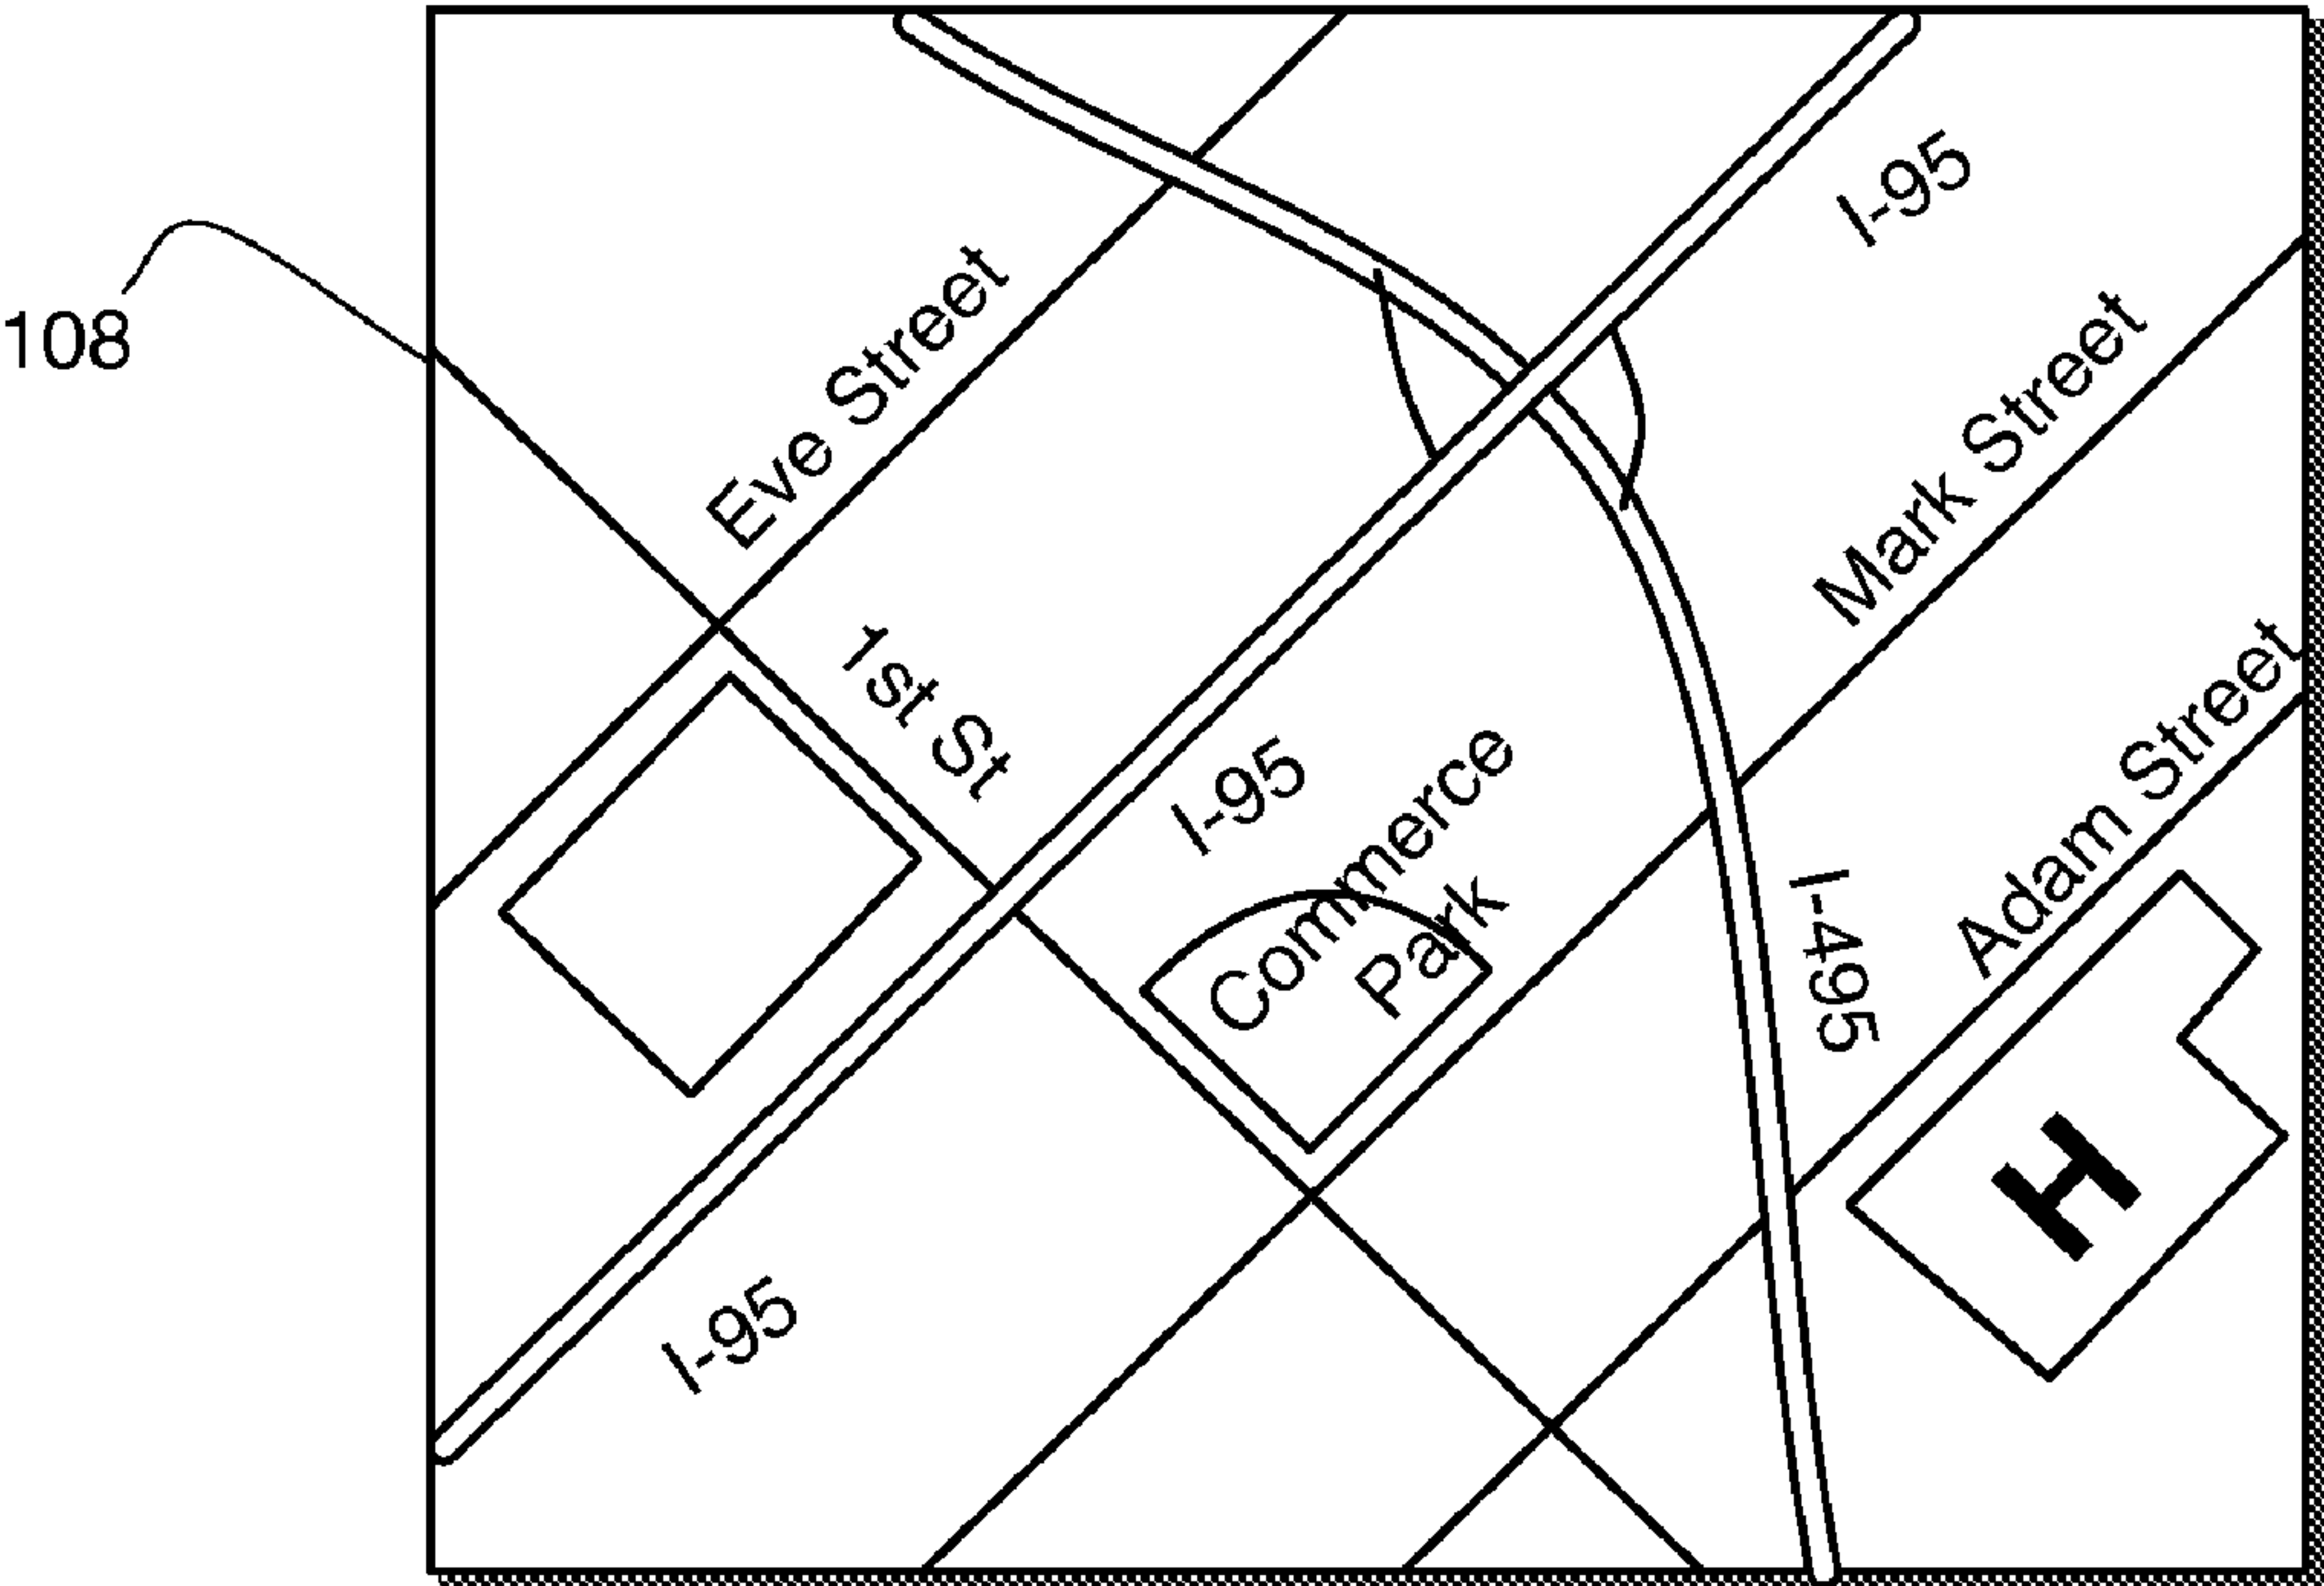 I-95
108
Eve Street
Mark Street
1st St
I-95
Commerce
Park
Adam Street
I-495
H
I-95